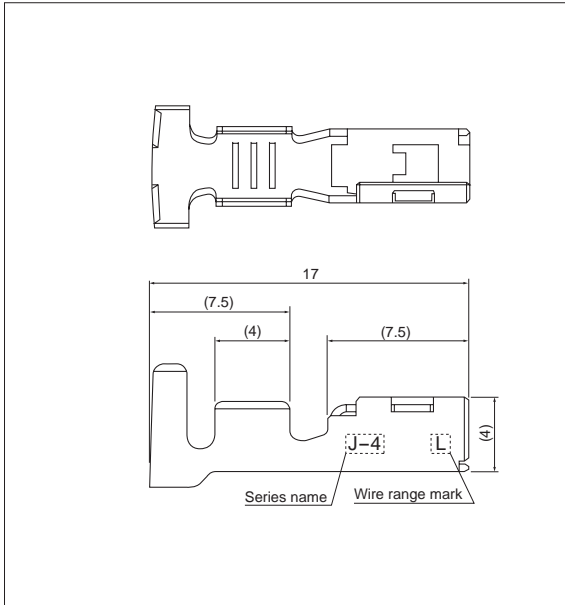 17
(7.5)
(4)
(7.5)
(4)
J-4
L
Series name
Wire range mark